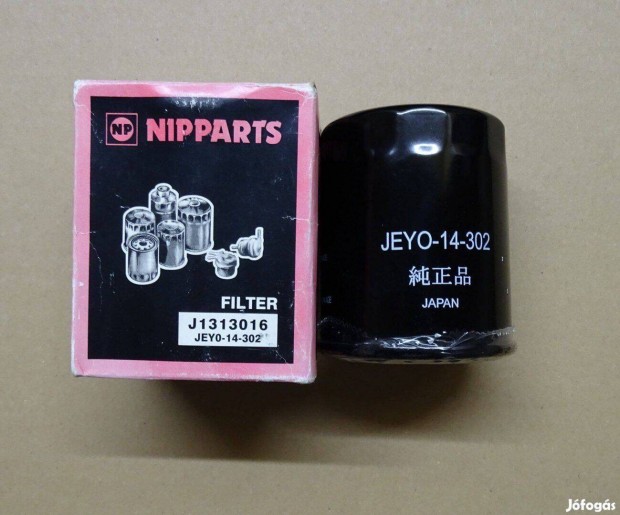 NP NIPPARTS
FILTER
J1313016
JEY0-14-302
JEYO-14-302
純正品
JAPAN
Jófogás